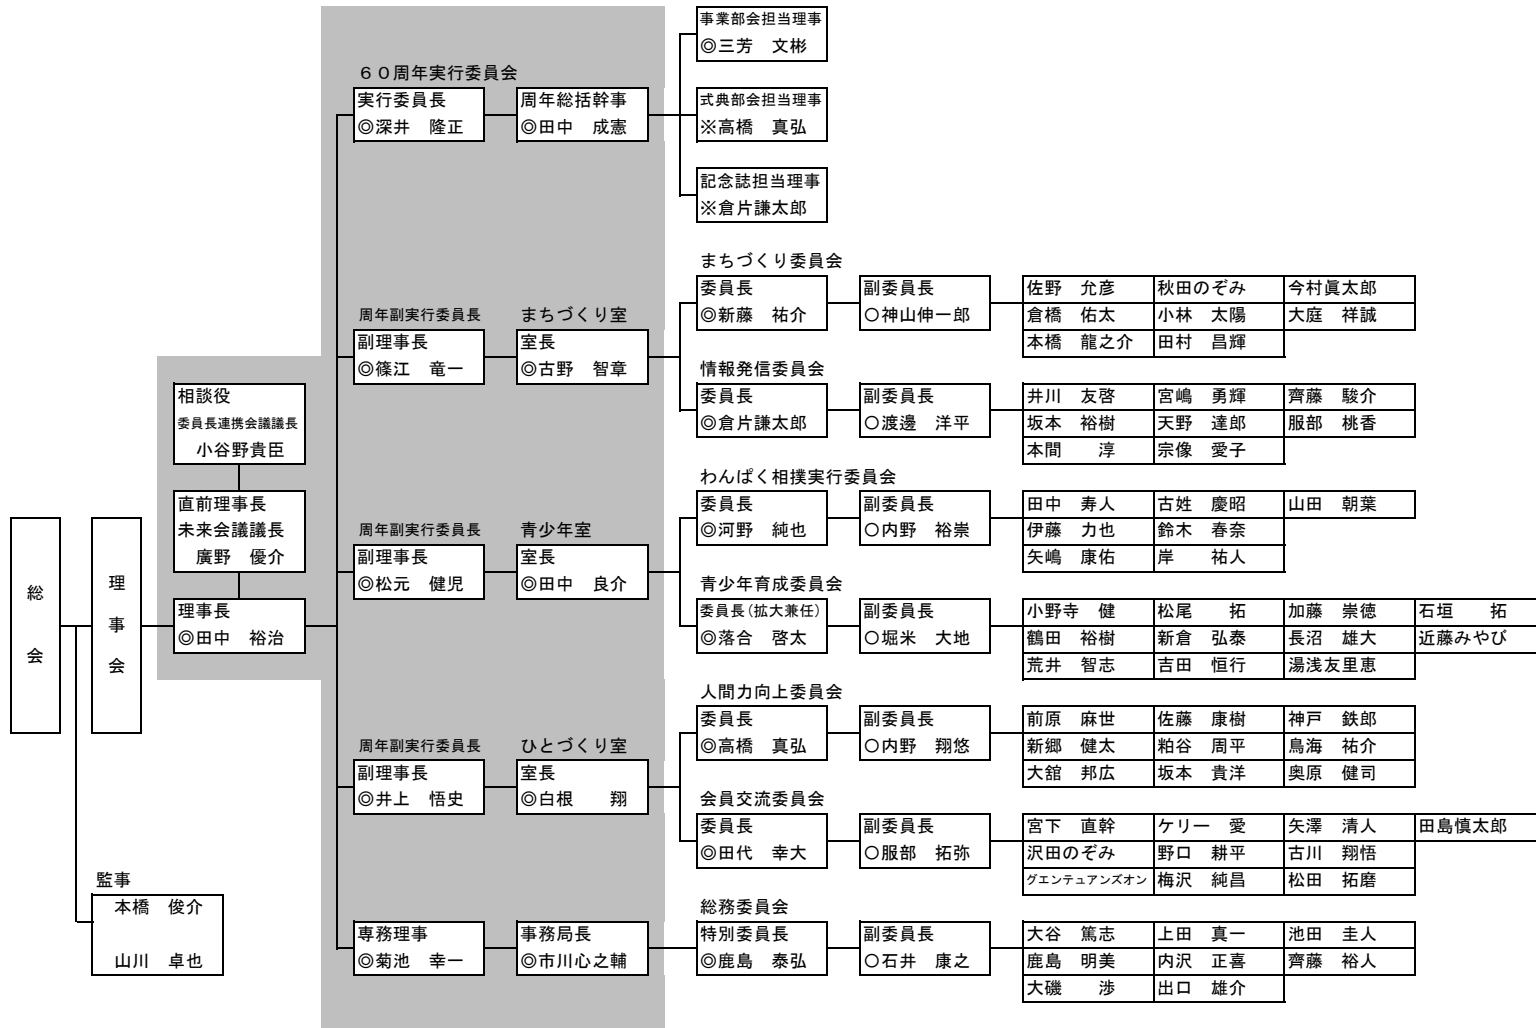 事業部会担当理事
◎三芳　文彬
６０周年実行委員会
実行委員長
◎深井　隆正
周年総括幹事
◎田中　成憲
式典部会担当理事
※高橋　真弘
記念誌担当理事
※倉片謙太郎
総会
理事会
監事
本橋　俊介
山川　卓也
相談役
委員長連携会議議長
小谷野貴臣
直前理事長
未来会議議長
廣野　優介
理事長
◎田中　裕治
周年副実行委員長
副理事長
◎篠江　竜一
まちづくり室
室長
◎古野　智章
まちづくり委員会
委員長
◎新藤　祐介
副委員長
〇神山伸一郎
佐野　允彦　秋田のぞみ　今村眞太郎
倉橋　佑太　小林　太陽　大庭　祥誠
本橋　龍之介　田村　昌輝
情報発信委員会
委員長
◎倉片謙太郎
副委員長
〇渡邊　洋平
井川　友啓　宮嶋　勇輝　齊藤　駿介
坂本　裕樹　天野　達郎　服部　桃香
本間　　淳　宗像　愛子
周年副実行委員長
副理事長
◎松元　健児
青少年室
室長
◎田中　良介
わんぱく相撲実行委員会
委員長
◎河野　純也
副委員長
〇内野　裕崇
田中　寿人　古姓　慶昭　山田　朝葉
伊藤　力也　鈴木　春奈
矢嶋　康佑　岸　　祐人
青少年育成委員会
委員長（拡大兼任）
◎落合　啓太
副委員長
〇堀米　大地
小野寺　健　松尾　　拓　加藤　崇徳　石垣　　拓
鶴田　裕樹　新倉　弘泰　長沼　雄大　近藤みやび
荒井　智志　吉田　恒行　湯浅友里恵
周年副実行委員長
副理事長
◎井上　悟史
ひとづくり室
室長
◎白根　　翔
人間力向上委員会
委員長
◎高橋　真弘
副委員長
〇内野　翔悠
前原　麻世　佐藤　康樹　神戸　鉄郎
新郷　健太　粕谷　周平　鳥海　祐介
大舘　邦広　坂本　貴洋　奥原　健司
会員交流委員会
委員長
◎田代　幸大
副委員長
〇服部　拓弥
宮下　直幹　ケリー　愛　矢澤　清人　田島慎太郎
沢田のぞみ　野口　耕平　古川　翔悟
グエンテュアンズオン　梅沢　純昌　松田　拓磨
専務理事
◎菊池　幸一
事務局長
◎市川心之輔
総務委員会
特別委員長
◎鹿島　泰弘
副委員長
〇石井　康之
大谷　篤志　上田　真一　池田　圭人
鹿島　明美　内沢　正喜　齊藤　裕人
大磯　　渉　出口　雄介